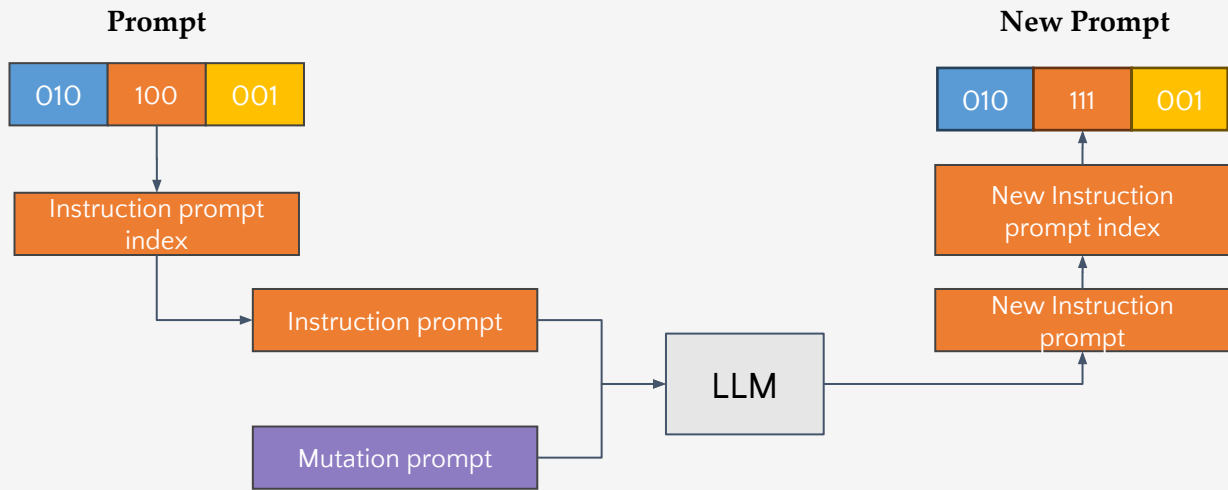 Prompt
New Prompt
010 100 001
010 111 001
Instruction prompt
index
New Instruction
prompt index
Instruction prompt
New Instruction
prompt
LLM
Mutation prompt